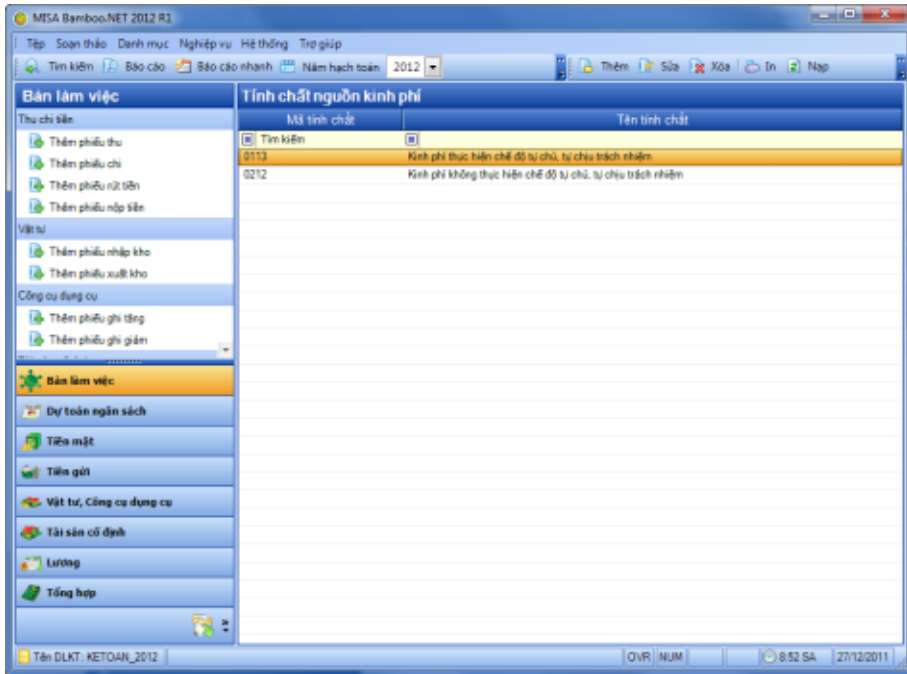 MISA Bamboo.NET 2012 R1
Tệp Soạn thảo Danh mục Nghiệp vụ Hệ thống Trợ giúp
Tìm kiếm Báo cáo Báo cáo nhanh Năm hạch toán 2012 Thêm Sửa Xóa In Nạp
Bàn làm việc
Thu chi tiền
Thêm phiếu thu
Thêm phiếu chi
Thêm phiếu rút tiền
Thêm phiếu nộp tiền
Vật tư
Thêm phiếu nhập kho
Thêm phiếu xuất kho
Công cụ dụng cụ
Thêm phiếu ghi tăng
Thêm phiếu ghi giảm
Bàn làm việc
Dự toán ngân sách
Tiền mặt
Tiền gửi
Vật tư, Công cụ dụng cụ
Tài sản cố định
Lương
Tổng hợp
Tính chất nguồn kinh phí
Mã tính chất Tên tính chất
Tìm kiếm
0113 Kinh phí thực hiện chế độ tự chủ, tự chịu trách nhiệm
0212 Kinh phí không thực hiện chế độ tự chủ, tự chịu trách nhiệm
Tên DLKT: KETOAN_2012 OVR NUM 8:52 SA 27/12/2011